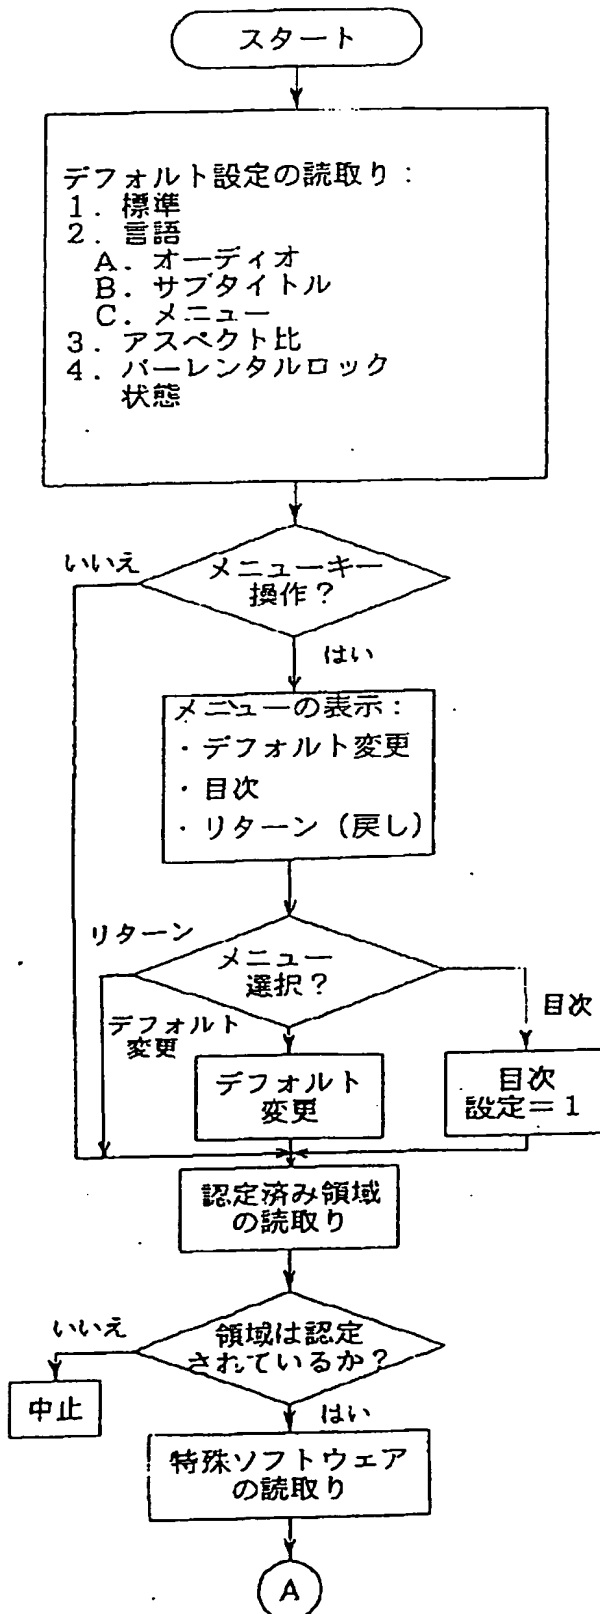 スタート
デフォルト設定の読取り：
1．標準
2．言語
A．オーディオ
B．サブタイトル
C．メニュー
3．アスペクト比
4．パーレンタルロック
状態
いいえ
メニューキー
操作？
はい
メニューの表示：
・デフォルト変更
・目次
・リターン（戻し）
リターン
メニュー
選択？
目次
デフォルト
変更
デフォルト
変更
目次
設定＝1
認定済み領域
の読取り
いいえ
領域は認定
されているか？
中止
はい
特殊ソフトウェア
の読取り
A